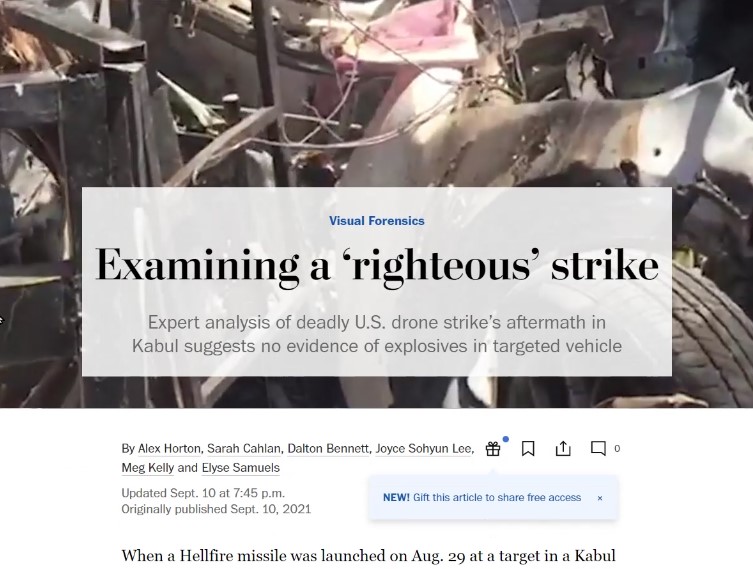 Visual Forensics
Examining a ‘righteous’ strike
Expert analysis of deadly U.S. drone strike’s aftermath in
Kabul suggests no evidence of explosives in targeted vehicle
By Alex Horton, Sarah Cahlan, Dalton Bennett, Joyce Sohyun Lee,
Meg Kelly and Elyse Samuels
0
Updated Sept. 10 at 7:45 p.m.
Originally published Sept. 10, 2021
NEW! Gift this article to share free access ×
When a Hellfire missile was launched on Aug. 29 at a target in a Kabul